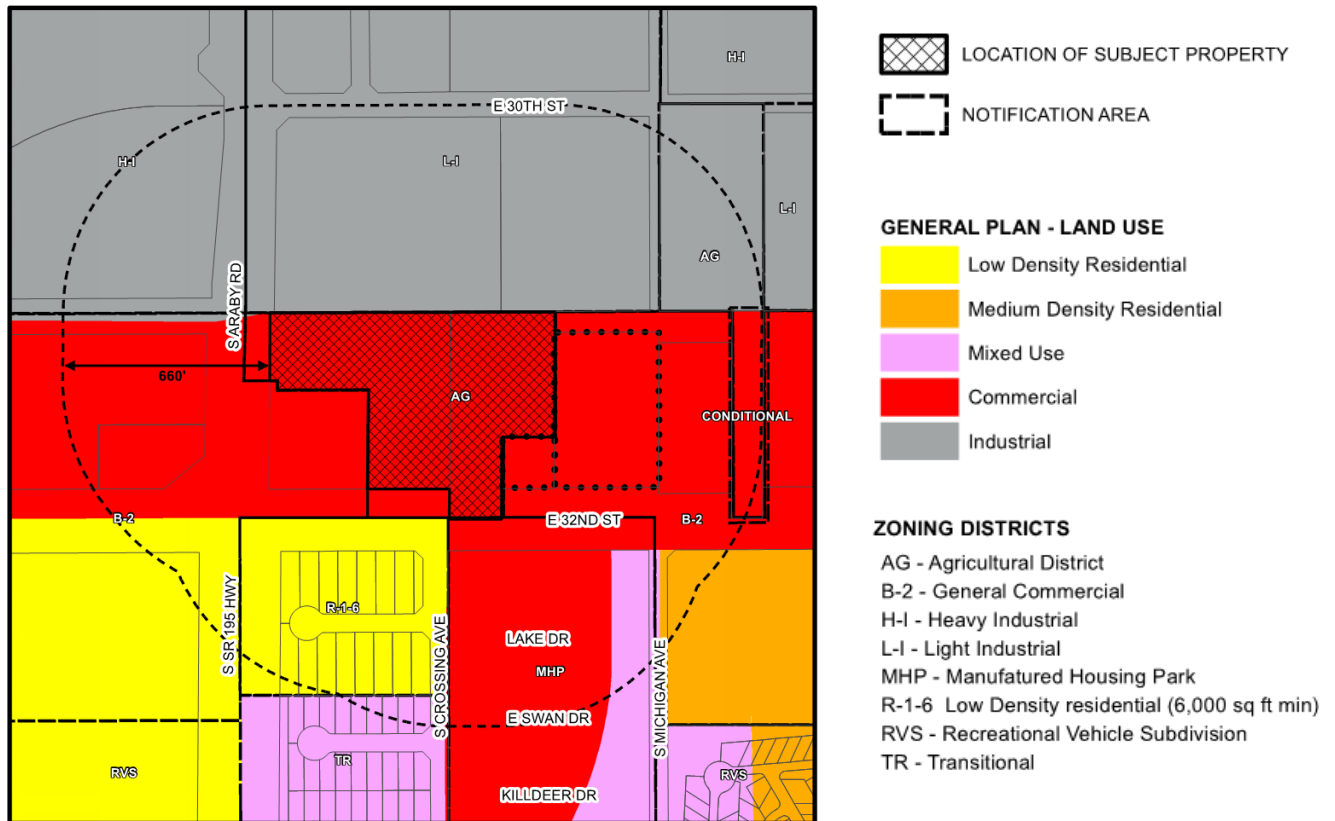 H-I
E 30TH ST
H-I
L-I
L-I
AG
S ARABY RD
660'
AG
CONDITIONAL
B-2
E 32ND ST
B-2
R-1-6
S SR 195 HWY
S CROSSING AVE
LAKE DR
MHP
S MICHIGAN AVE
E SWAN DR
RVS
TR
RVS
KILLDEER DR
LOCATION OF SUBJECT PROPERTY
NOTIFICATION AREA
GENERAL PLAN - LAND USE
Low Density Residential
Medium Density Residential
Mixed Use
Commercial
Industrial
ZONING DISTRICTS
AG - Agricultural District
B-2 - General Commercial
H-I - Heavy Industrial
L-I - Light Industrial
MHP - Manufatured Housing Park
R-1-6 Low Density residential (6,000 sq ft min)
RVS - Recreational Vehicle Subdivision
TR - Transitional